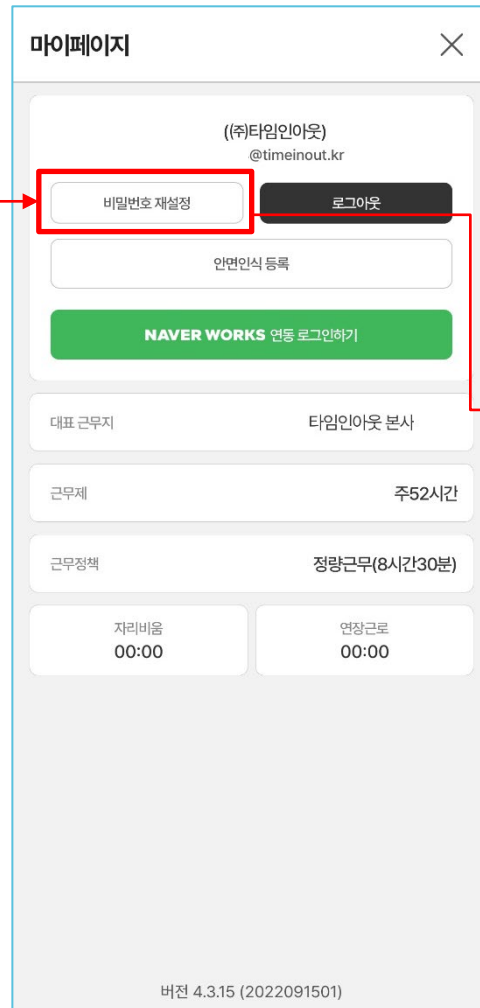 마이페이지
((주)타임인아웃)
@timeinout.kr
비밀번호 재설정
로그아웃
안면인식 등록
NAVER WORKS 연동 로그인하기
대표 근무지
타임인아웃 본사
근무제
주52시간
근무정책
정량근무(8시간30분)
자리비움
연장근로
00:00
00:00
버전 4.3.15 (2022091501)